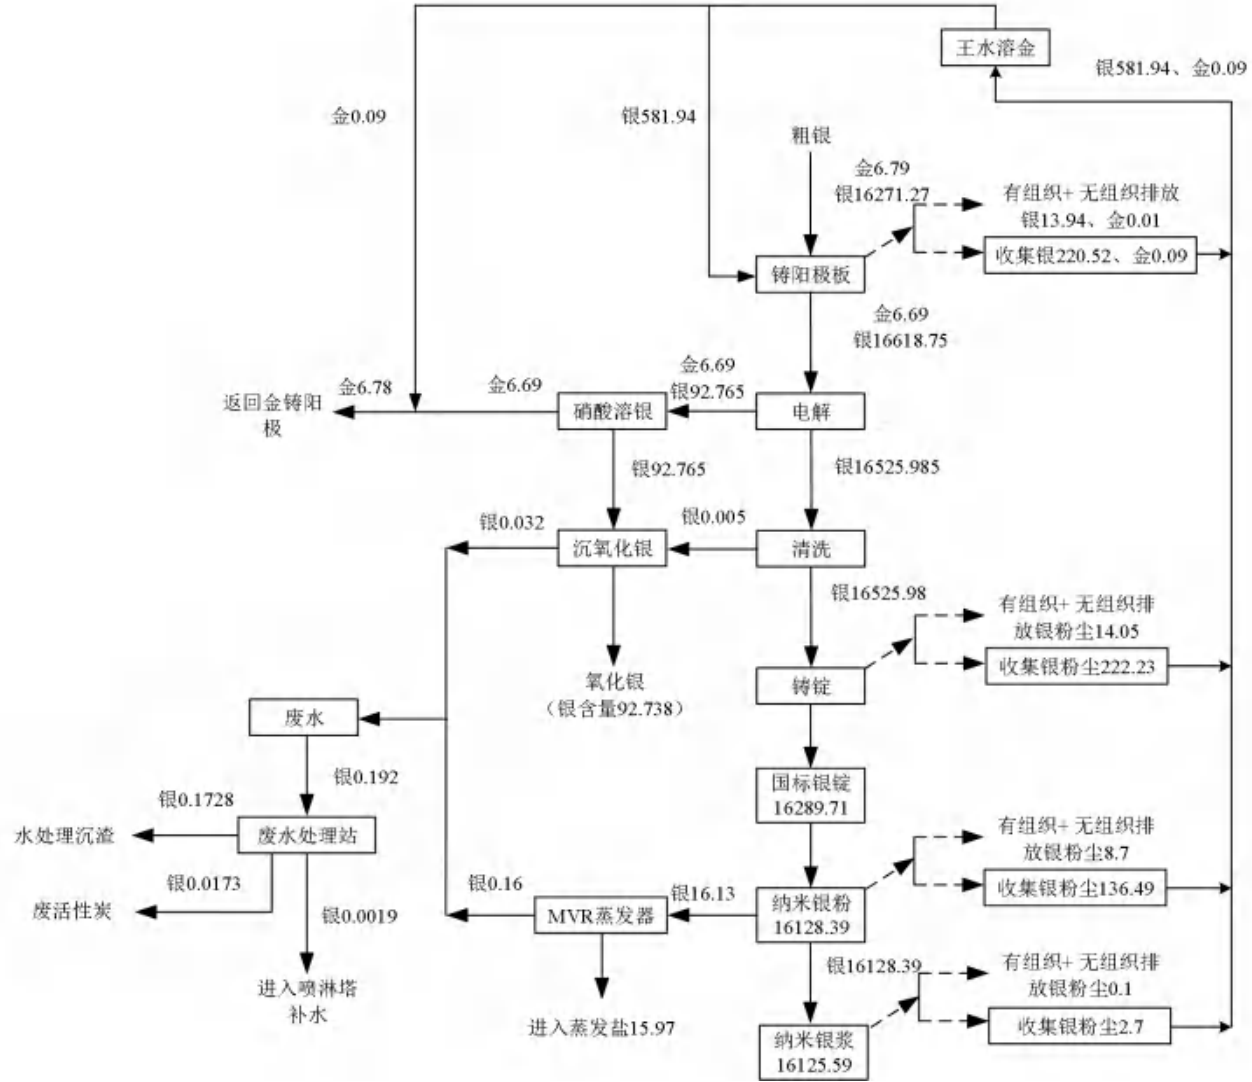 王水溶金
银581.94、金0.09
金0.09
银581.94
粗银
金6.79
银16271.27
有组织+ 无组织排放
银13.94、金0.01
收集银220.52、金0.09
铸阳极板
金6.69
银16618.75
返回金铸阳
极
金6.78
金6.69
硝酸溶银
金6.69
银92.765
电解
银92.765
银16525.985
银0.032
沉氧化银
银0.005
清洗
银16525.98
有组织+ 无组织排
放银粉尘14.05
收集银粉尘222.23
氧化银
（银含量92.738）
铸锭
废水
银0.192
国标银锭
16289.71
银0.1728
水处理沉渣
废水处理站
有组织+ 无组织排
放银粉尘8.7
收集银粉尘136.49
银0.0173
废活性炭
银0.0019
银0.16
MVR蒸发器
银16.13
纳米银粉
16128.39
银16128.39
有组织+ 无组织排
放银粉尘0.1
收集银粉尘2.7
进入喷淋塔
补水
进入蒸发盐15.97
纳米银浆
16125.59